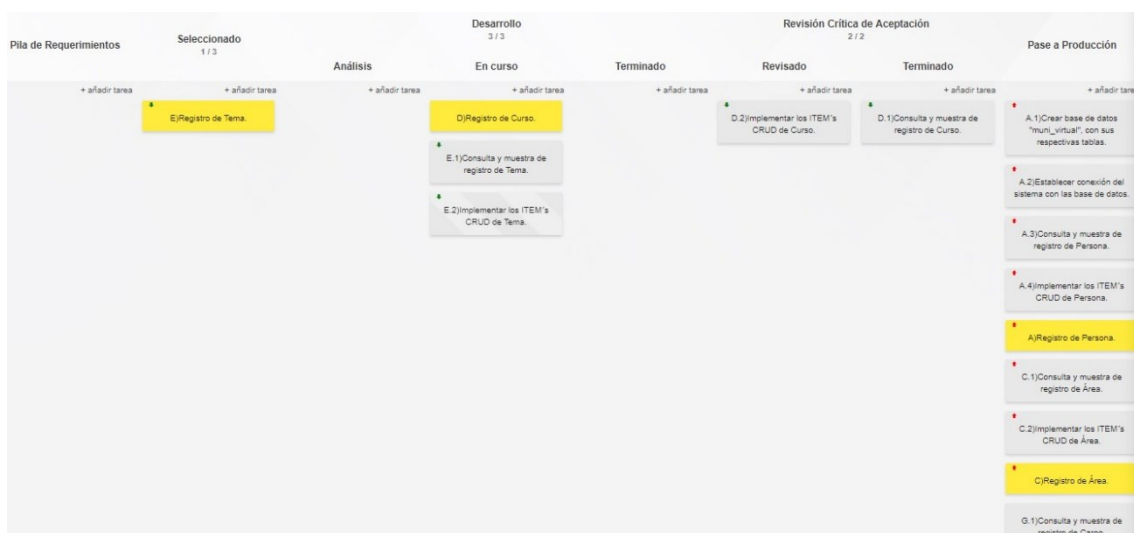 Pila de Requerimientos
Seleccionado
1 / 3
Desarrollo
3 / 3
Análisis
En curso
Terminado
Revisión Crítica de Aceptación
2 / 2
Revisado
Terminado
Pase a Producción
+ añadir tarea
+ añadir tarea
+ añadir tarea
+ añadir tarea
+ añadir tarea
+ añadir tarea
+ añadir tarea
+ añadir tare
E)Registro de Tema.
D)Registro de Curso.
E.1)Consulta y muestra de
registro de Tema.
E.2)Implementar los ITEM's
CRUD de Tema.
D.2)Implementar los ITEM's
CRUD de Curso.
D.1)Consulta y muestra de
registro de Curso.
A.1)Crear base de datos
"muni_virtual", con sus
respectivas tablas.
A.2)Establecer conexión del
sistema con las base de datos.
A.3)Consulta y muestra de
registro de Persona.
A.4)Implementar los ITEM's
CRUD de Persona.
A)Registro de Persona.
C.1)Consulta y muestra de
registro de Área.
C.2)Implementar los ITEM's
CRUD de Área.
C)Registro de Área.
G.1)Consulta y muestra de
registro de Cargo.